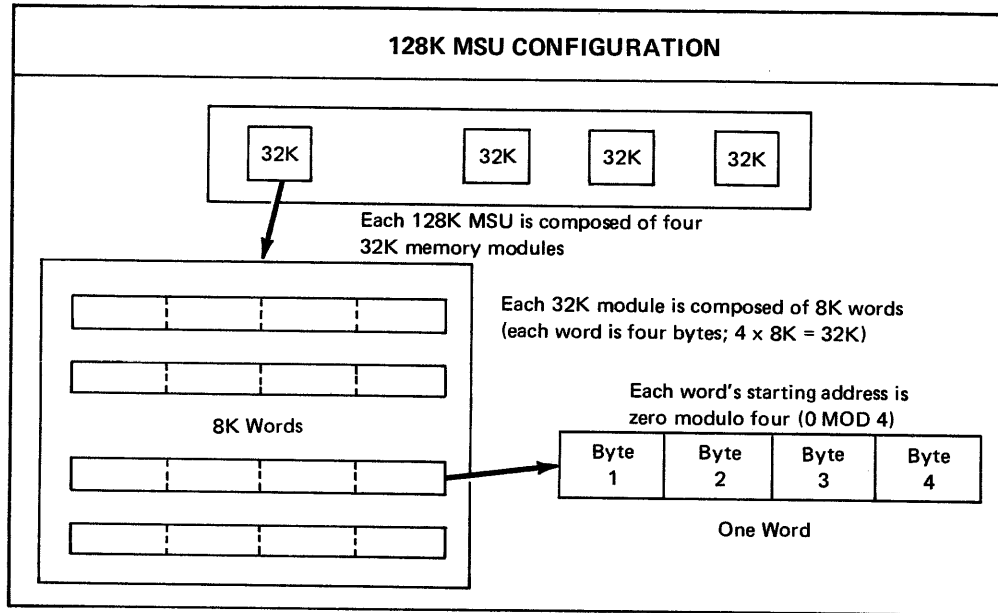 128K MSU CONFIGURATION
32K
32K
32K
32K
Each 128K MSU is composed of four
32K memory modules
Each 32K module is composed of 8K words
(each word is four bytes; 4 x 8K = 32K)
8K Words
Each word's starting address is
zero modulo four (0 MOD 4)
Byte
1
Byte
2
Byte
3
Byte
4
One Word